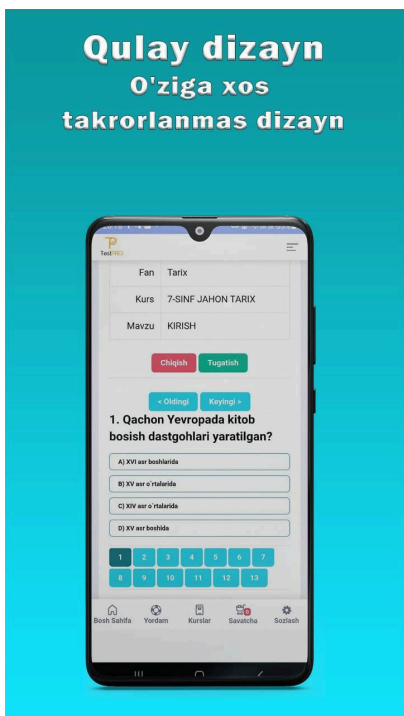 Qulay dizayn
O'ziga xos
takrorlanmas dizayn
TestPRO
Fan Tarix
Kurs 7-SINF JAHON TARIX
Mavzu KIRISH
Chiqish Tugatish
< Oldingi Keyingi >
1. Qachon Yevropada kitob
bosish dastgohlari yaratilgan?
A) XVI asr boshlarida
B) XV asr o`rtalarida
C) XIV asr o`rtalarida
D) XV asr boshida
1 2 3 4 5 6 7
8 9 10 11 12 13
0
Bosh Sahifa Yordam Kurslar Savatcha Sozlash